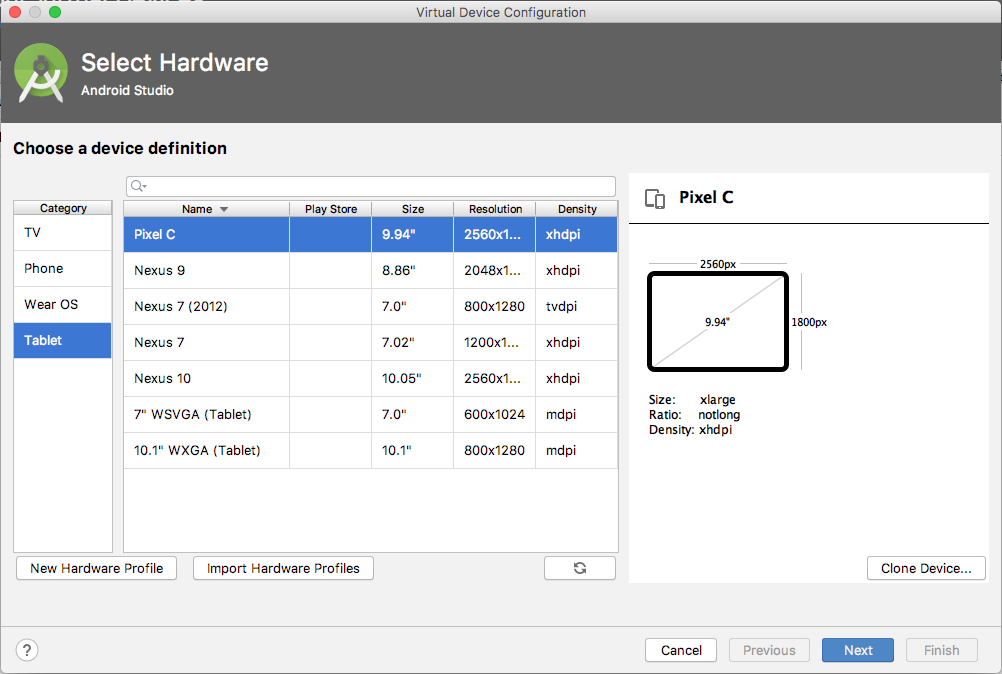 Virtual Device Configuration
Select Hardware
Android Studio
Choose a device definition
Category
TV
Phone
Wear OS
Tablet
Name Play Store Size Resolution Density
Pixel C 9.94" 2560x1... xhdpi
Nexus 9 8.86" 2048x1... xhdpi
Nexus 7 (2012) 7.0" 800x1280 tvdpi
Nexus 7 7.02" 1200x1... xhdpi
Nexus 10 10.05" 2560x1... xhdpi
7" WSVGA (Tablet) 7.0" 600x1024 mdpi
10.1" WXGA (Tablet) 10.1" 800x1280 mdpi
Pixel C
2560px
9.94"
1800px
Size: xlarge
Ratio: notlong
Density: xhdpi
New Hardware Profile Import Hardware Profiles Clone Device...
? Cancel Previous Next Finish